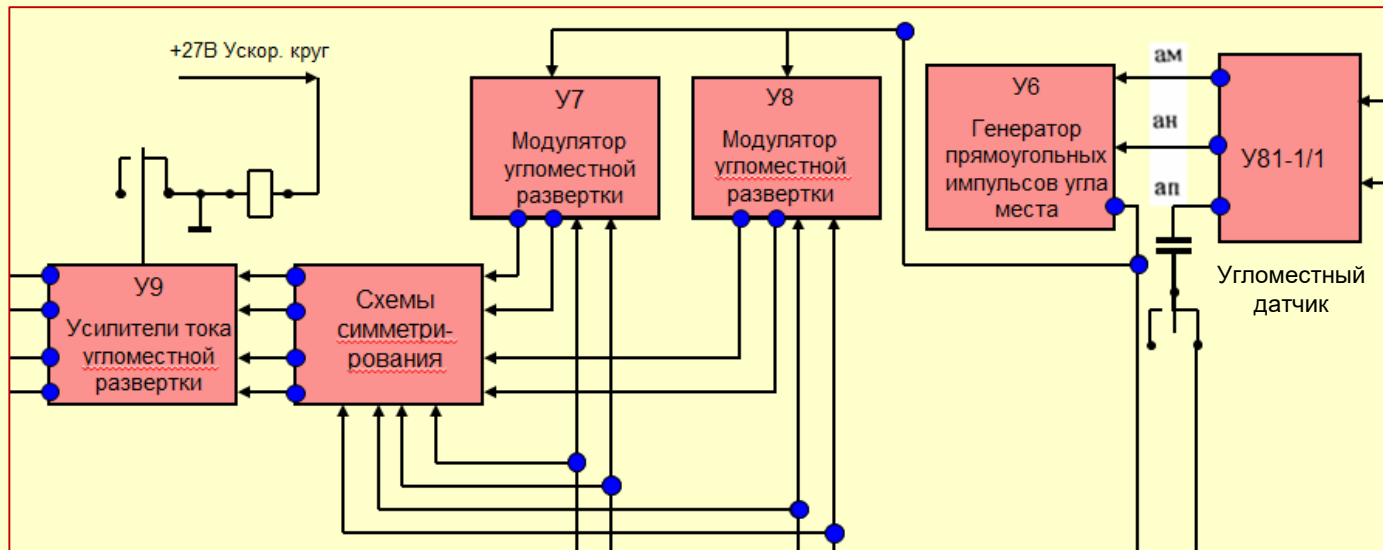 +27В Ускор. круг
У7
Модулятор
угломестной
развертки
У8
Модулятор
угломестной
развертки
У6
Генератор
прямоугольных
импульсов угла
места
ам
ан
ап
У81-1/1
Угломестный
датчик
У9
Усилители тока
угломестной
развертки
Схемы
симметри-
рования